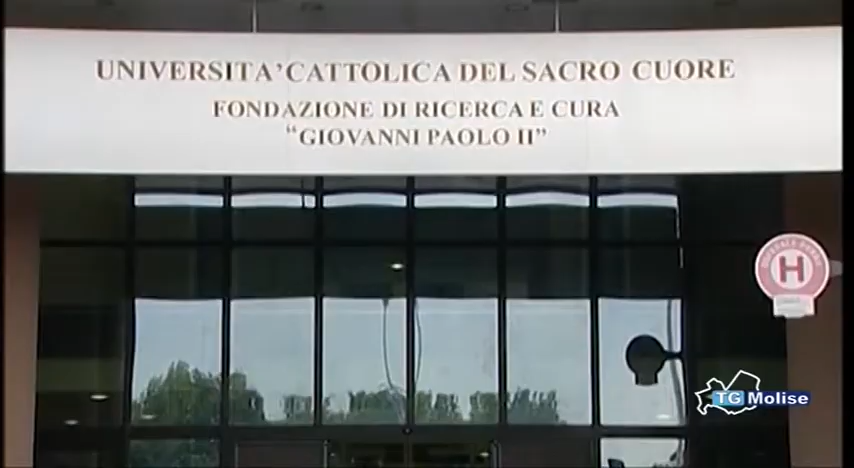 UNIVERSITA' CATTOLICA DEL SACRO CUORE
FONDAZIONE DI RICERCA E CURA
"GIOVANNI PAOLO II"
H
TG Molise